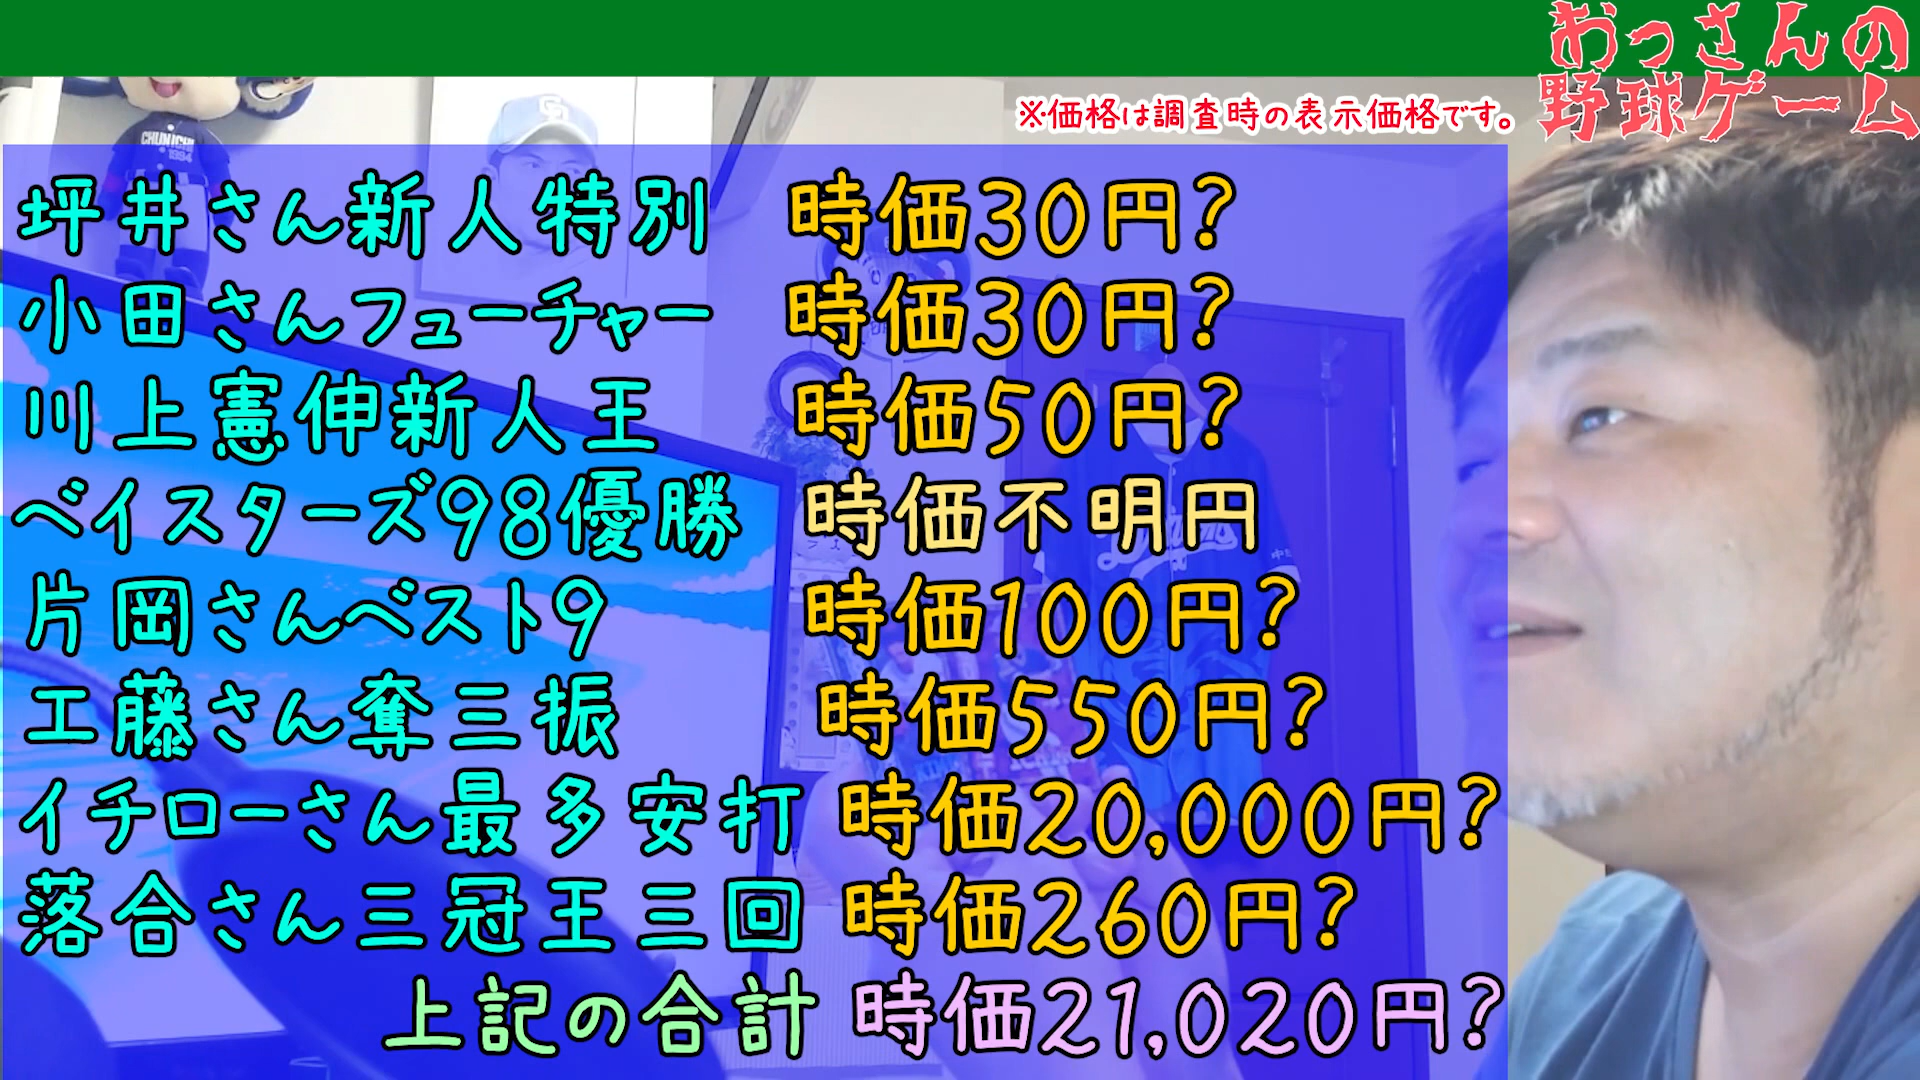 おっさんの
野球ゲーム
※価格は調査時の表示価格です。
CHUNICHI
1994
坪井さん新人特別 時価30円?
小田さんフューチャー 時価30円?
川上憲伸新人王 時価50円?
ベイスターズ98優勝 時価不明円
片岡さんベスト9 時価100円?
工藤さん奪三振 時価550円?
イチローさん最多安打 時価20,000円?
落合さん三冠王三回 時価260円?
上記の合計 時価21,020円?